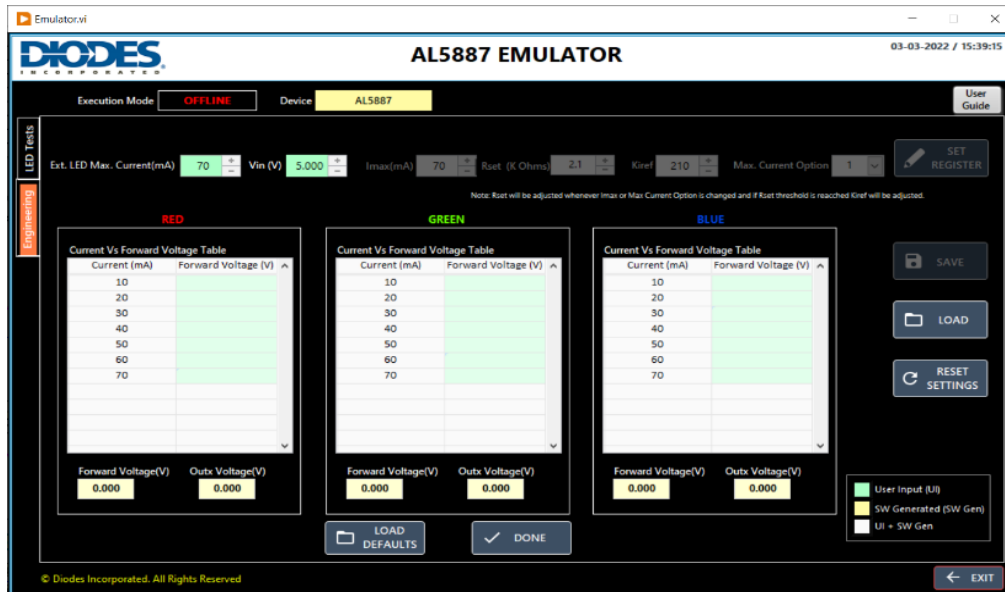 Emulator.vi
DIODES
INCORPORATED
AL5887 EMULATOR
03-03-2022 / 15:39:15
Execution Mode OFFLINE Device AL5887
User Guide
LED Tests
Engineering
Ext. LED Max. Current(mA) 70 Vin (V) 5.000 Imax(mA) 70 Rset (K Ohms) 2.1 Kiref 210 Max. Current Option 1
SET REGISTER
Note: Rset will be adjusted whenever Imax or Max Current Option is changed and if Rset threshold is reacched Kiref will be adjusted.
RED
Current Vs Forward Voltage Table
Current (mA) Forward Voltage (V)
10
20
30
40
50
60
70
Forward Voltage(V) Outx Voltage(V)
0.000 0.000
GREEN
Current Vs Forward Voltage Table
Current (mA) Forward Voltage (V)
10
20
30
40
50
60
70
Forward Voltage(V) Outx Voltage(V)
0.000 0.000
BLUE
Current Vs Forward Voltage Table
Current (mA) Forward Voltage (V)
10
20
30
40
50
60
70
Forward Voltage(V) Outx Voltage(V)
0.000 0.000
SAVE
LOAD
RESET SETTINGS
User Input (UI)
SW Generated (SW Gen)
UI + SW Gen
LOAD DEFAULTS
DONE
© Diodes Incorporated. All Rights Reserved
EXIT